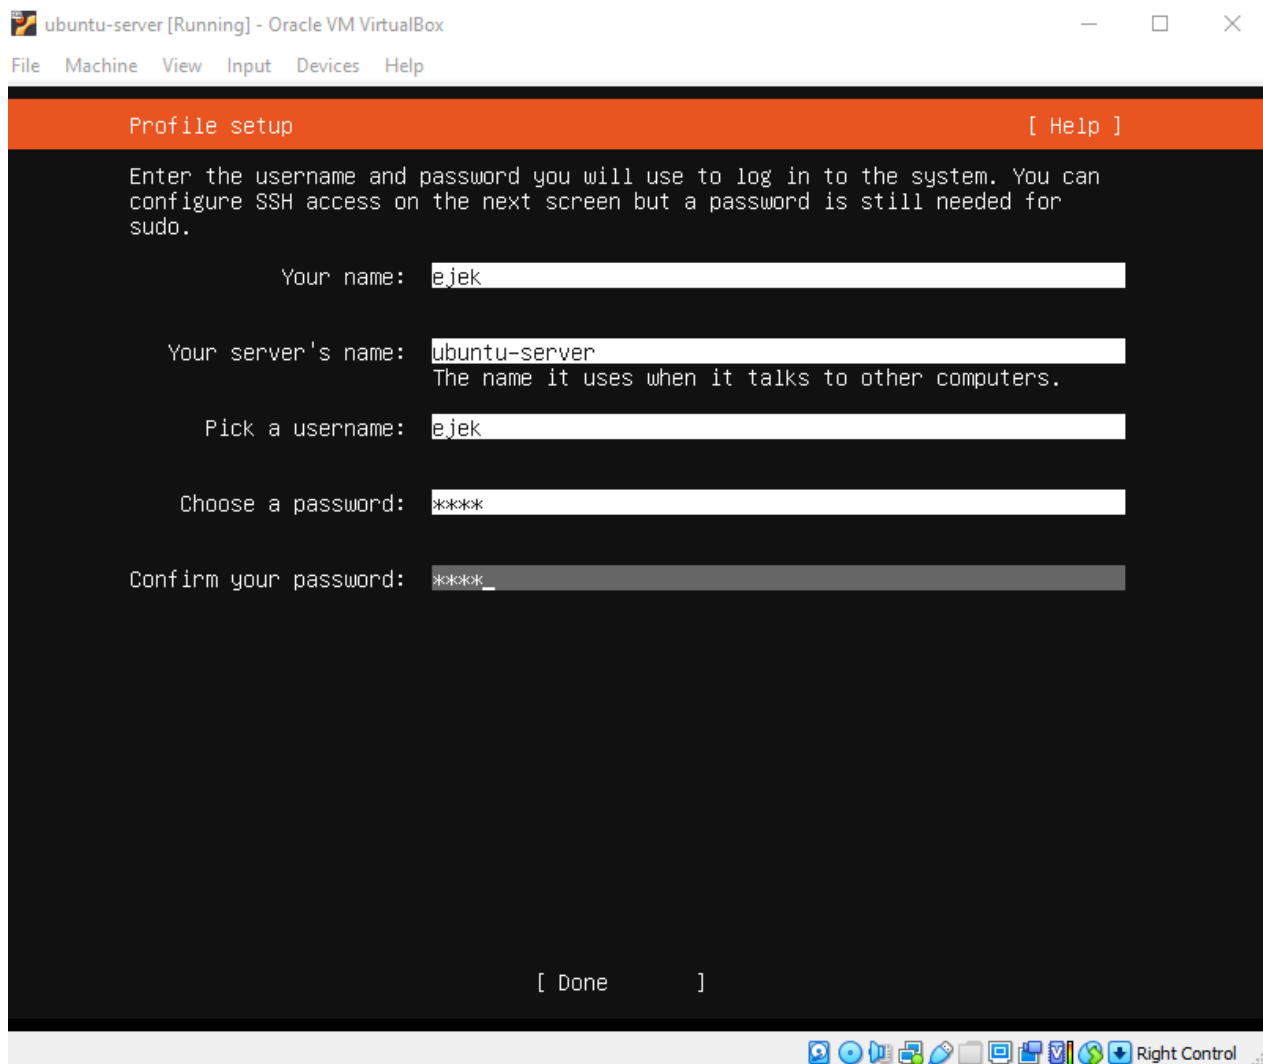 ubuntu-server [Running] - Oracle VM VirtualBox
File Machine View Input Devices Help
Profile setup [ Help ]
Enter the username and password you will use to log in to the system. You can
configure SSH access on the next screen but a password is still needed for
sudo.
Your name: ejek
Your server's name: ubuntu-server
The name it uses when it talks to other computers.
Pick a username: ejek
Choose a password: ****
Confirm your password: ****_
[ Done ]
Right Control